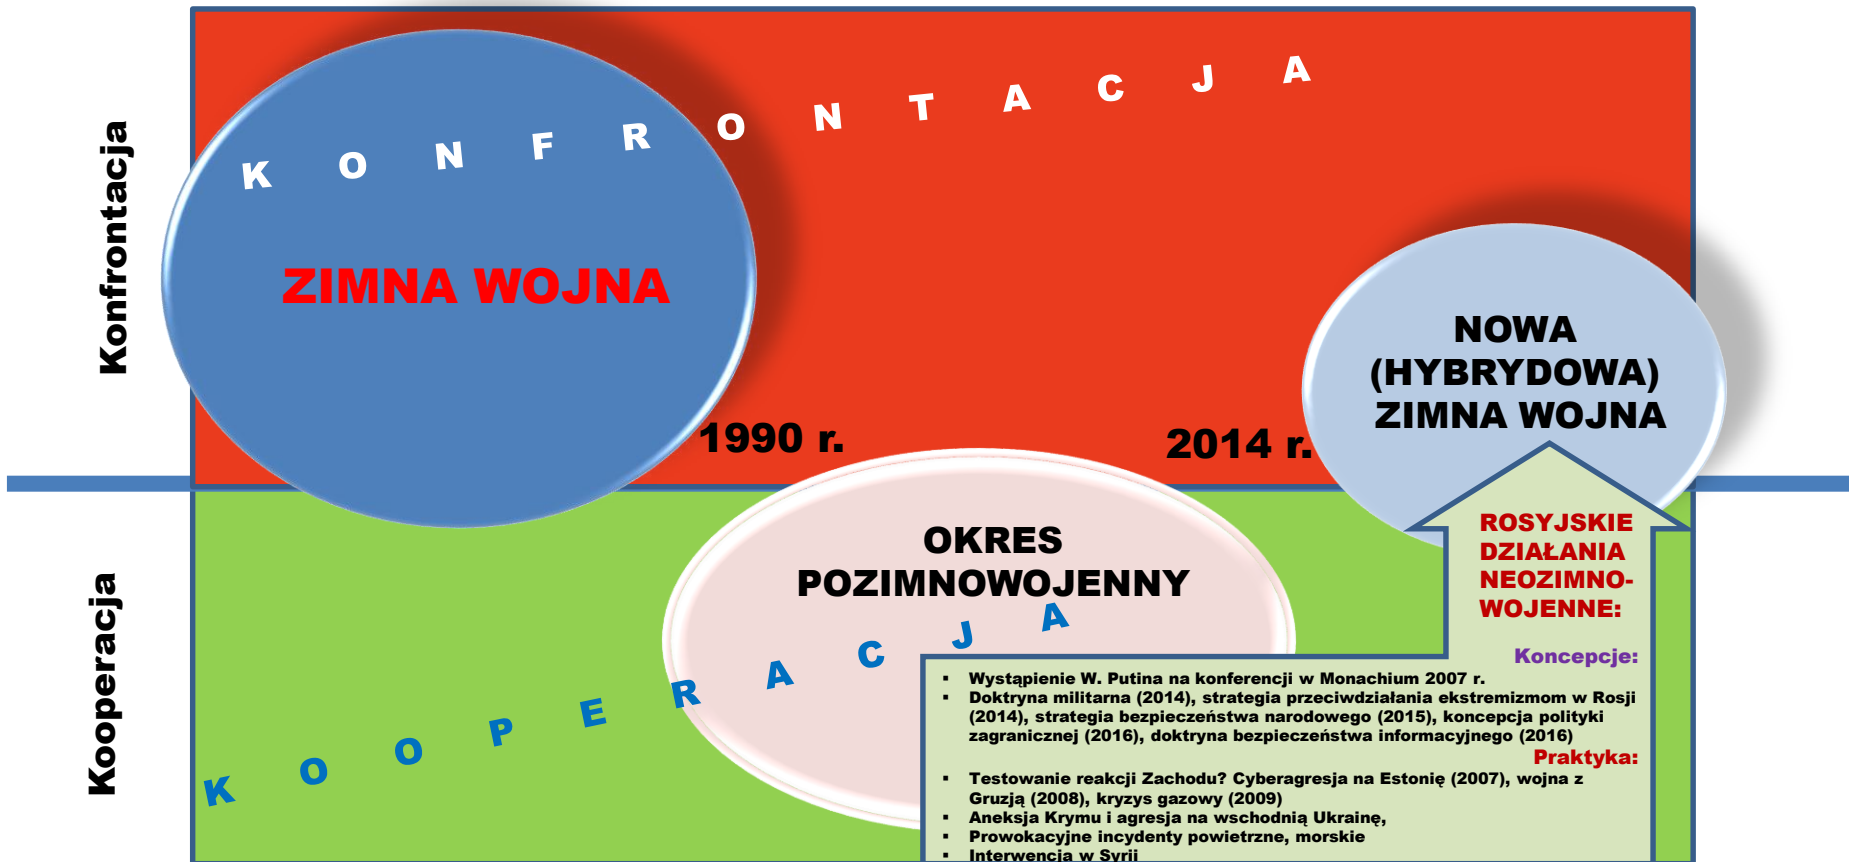 Konfrontacja
KONFRONTACJA
ZIMNA WOJNA
NOWA
(HYBRYDOWA)
ZIMNA WOJNA
1990 r.
2014 r.
Kooperacja
KOOPERACJA
OKRES
POZIMNOWOJENNY
ROSYJSKIE
DZIAŁANIA
NEOZIMNO-
WOJENNE:
Koncepcje:
▪ Wystąpienie W. Putina na konferencji w Monachium 2007 r.
▪ Doktryna militarna (2014), strategia przeciwdziałania ekstremizmom w Rosji
(2014), strategia bezpieczeństwa narodowego (2015), koncepcja polityki
zagranicznej (2016), doktryna bezpieczeństwa informacyjnego (2016)
Praktyka:
▪ Testowanie reakcji Zachodu? Cyberagresja na Estonię (2007), wojna z
Gruzją (2008), kryzys gazowy (2009)
▪ Aneksja Krymu i agresja na wschodnią Ukrainę,
▪ Prowokacyjne incydenty powietrzne, morskie
▪ Interwencja w Syrii